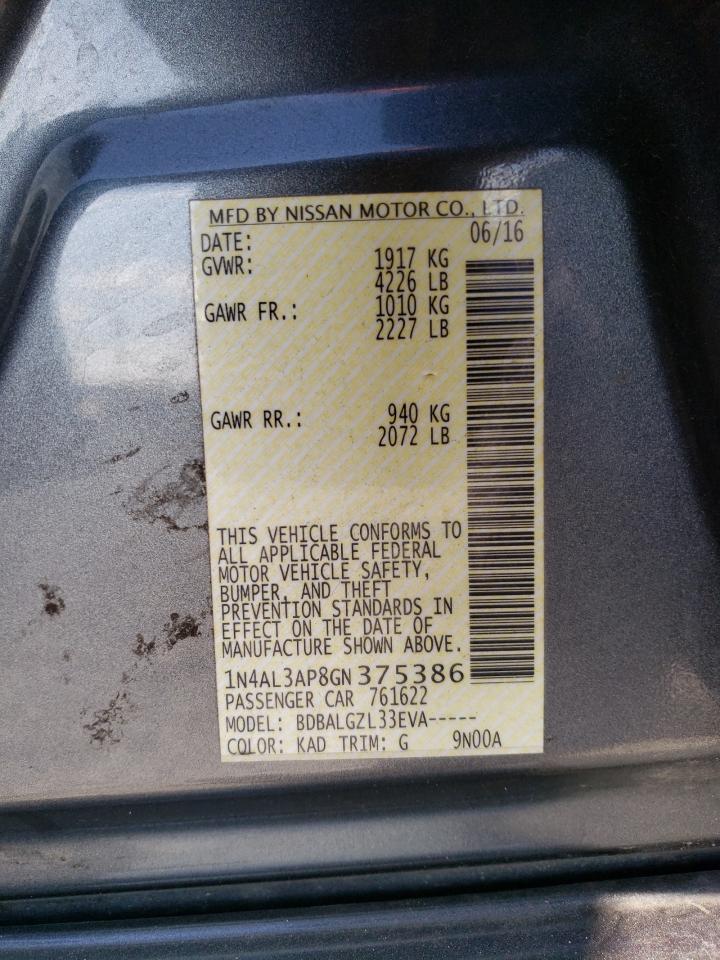 MFD BY NISSAN MOTOR CO., LTD.
DATE: 06/16
GVWR: 1917 KG
4226 LB
GAWR FR.: 1010 KG
2227 LB
GAWR RR.: 940 KG
2072 LB
THIS VEHICLE CONFORMS TO
ALL APPLICABLE FEDERAL
MOTOR VEHICLE SAFETY,
BUMPER, AND THEFT
PREVENTION STANDARDS IN
EFFECT ON THE DATE OF
MANUFACTURE SHOWN ABOVE.
1N4AL3AP8GN375386
PASSENGER CAR 761622
MODEL: BDBALGZL33EVA-----
COLOR: KAD TRIM: G 9N00A